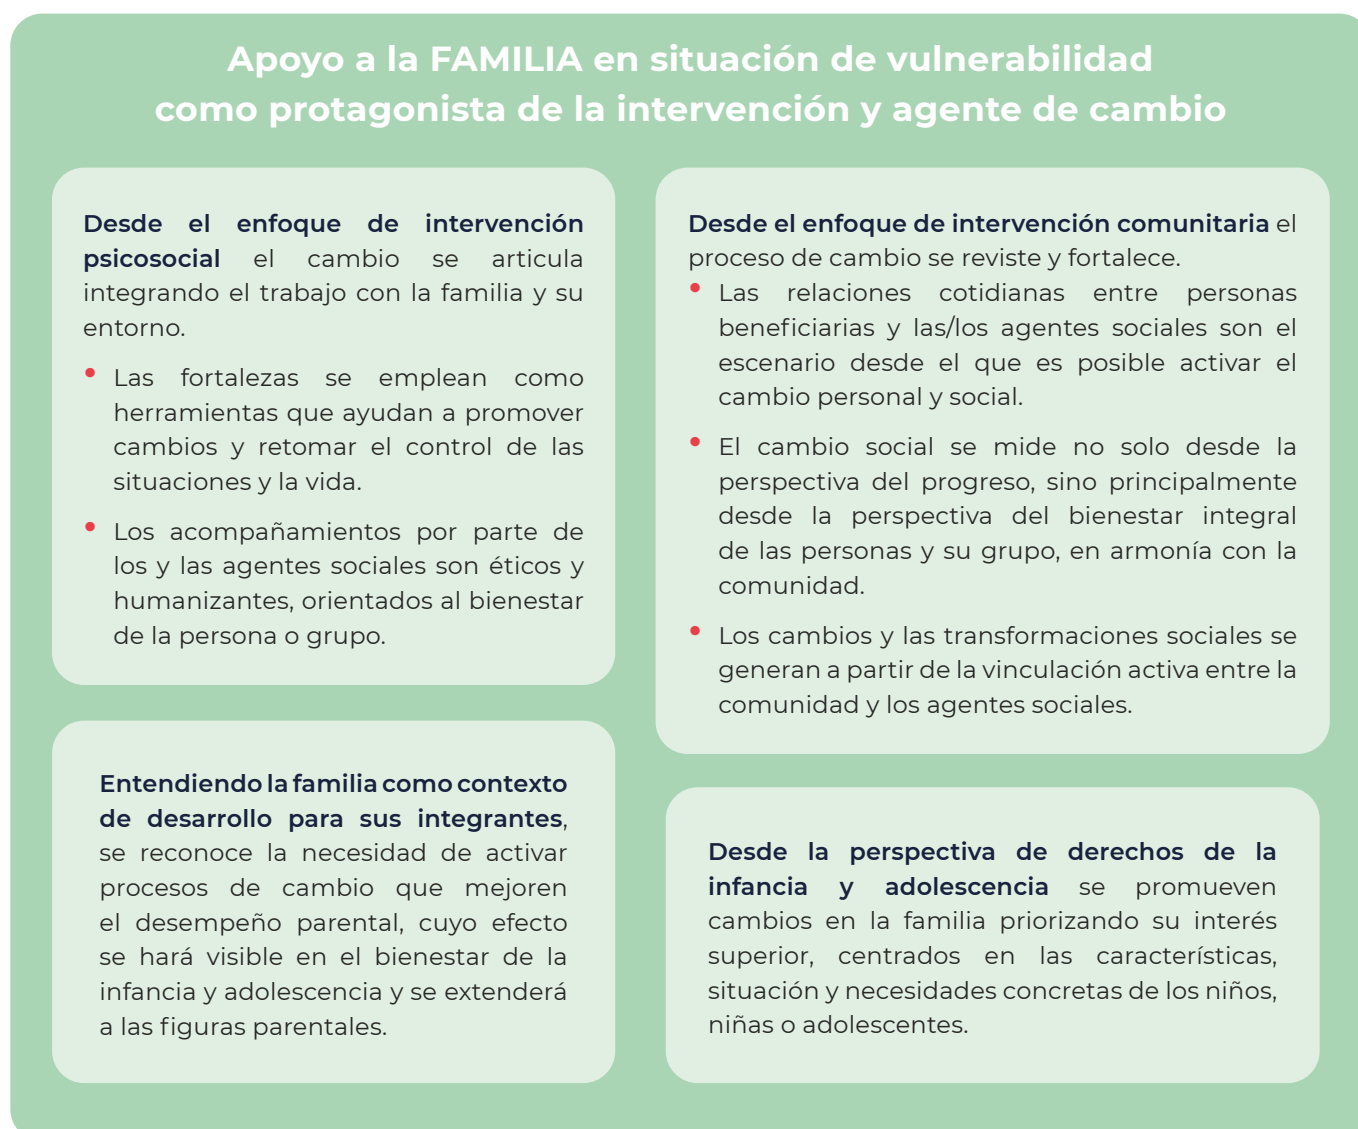 Apoyo a la FAMILIA en situación de vulnerabilidad
como protagonista de la intervención y agente de cambio
Desde el enfoque de intervención
psicosocial el cambio se articula
integrando el trabajo con la familia y su
entorno.
• Las fortalezas se emplean como
herramientas que ayudan a promover
cambios y retomar el control de las
situaciones y la vida.
• Los acompañamientos por parte de
los y las agentes sociales son éticos y
humanizantes, orientados al bienestar
de la persona o grupo.
Desde el enfoque de intervención comunitaria el
proceso de cambio se reviste y fortalece.
• Las relaciones cotidianas entre personas
beneficiarias y las/los agentes sociales son el
escenario desde el que es posible activar el
cambio personal y social.
• El cambio social se mide no solo desde la
perspectiva del progreso, sino principalmente
desde la perspectiva del bienestar integral
de las personas y su grupo, en armonía con la
comunidad.
• Los cambios y las transformaciones sociales se
generan a partir de la vinculación activa entre la
comunidad y los agentes sociales.
Entendiendo la familia como contexto
de desarrollo para sus integrantes,
se reconoce la necesidad de activar
procesos de cambio que mejoren
el desempeño parental, cuyo efecto
se hará visible en el bienestar de la
infancia y adolescencia y se extenderá
a las figuras parentales.
Desde la perspectiva de derechos de la
infancia y adolescencia se promueven
cambios en la familia priorizando su interés
superior, centrados en las características,
situación y necesidades concretas de los niños,
niñas o adolescentes.